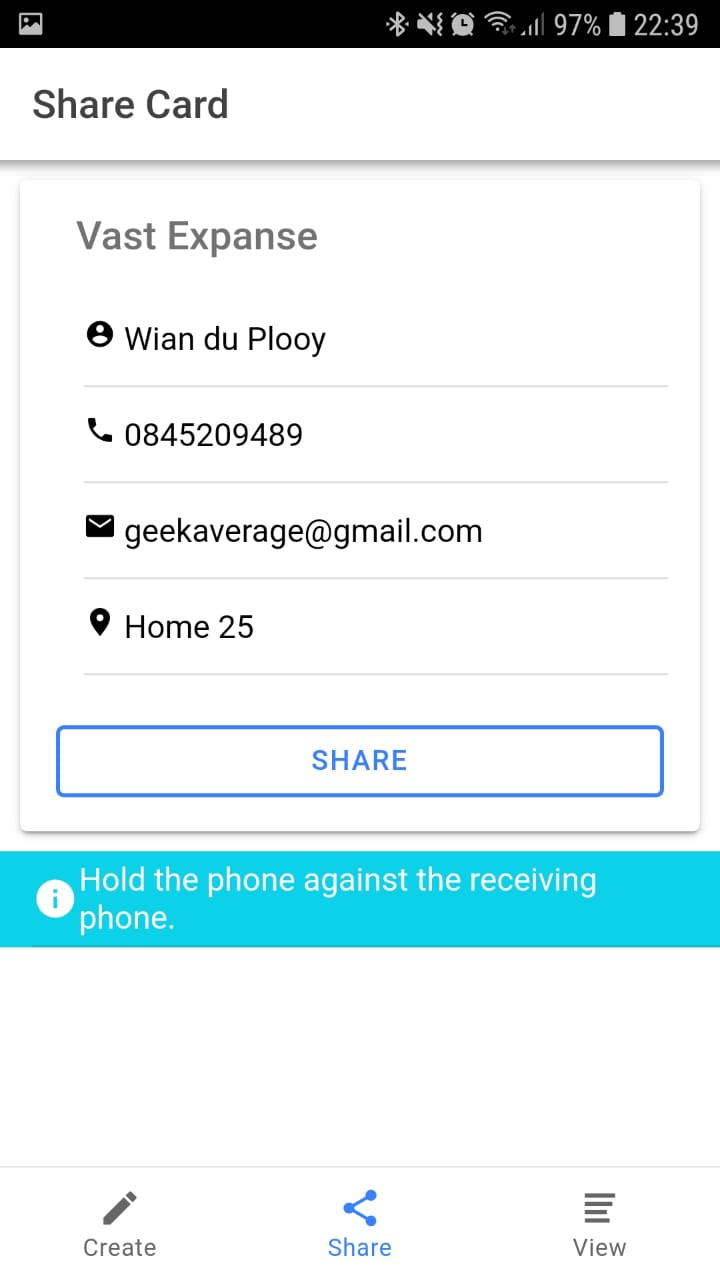 97% 22:39
Share Card
Vast Expanse
Wian du Plooy
0845209489
geekaverage@gmail.com
Home 25
SHARE
Hold the phone against the receiving
phone.
Create Share View